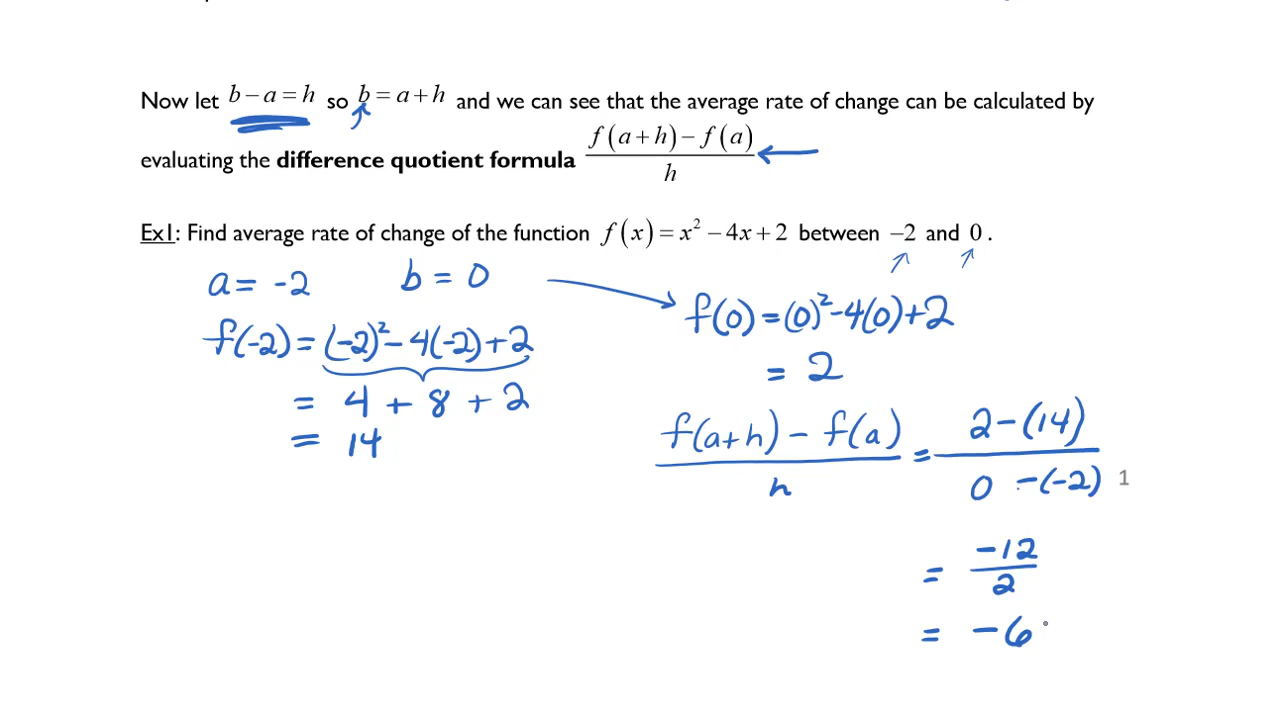 Now let b − a = h so b = a + h and we can see that the average rate of change can be calculated by
evaluating the difference quotient formula (f(a + h) − f(a)) / h
Ex1: Find average rate of change of the function f(x) = x² − 4x + 2 between −2 and 0.
a = -2 b = 0
f(-2) = (-2)² - 4(-2) + 2
= 4 + 8 + 2
= 14
f(0) = (0)² - 4(0) + 2
= 2
(f(a+h) - f(a)) / h = (2 - (14)) / (0 - (-2))
1
= -12 / 2
= -6